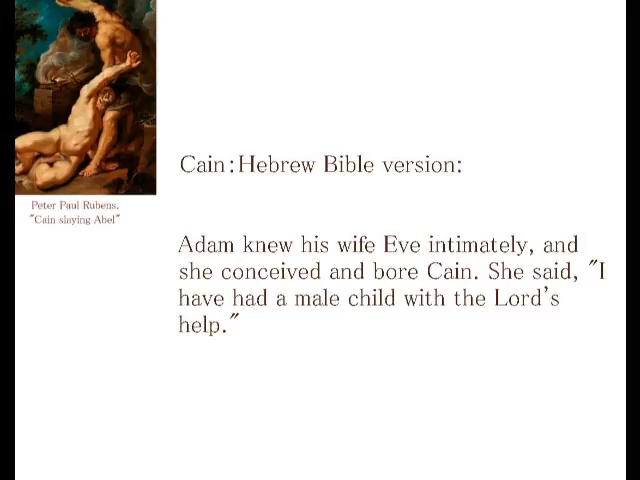 Peter Paul Rubens.
"Cain slaying Abel"
Cain:Hebrew Bible version:
Adam knew his wife Eve intimately, and
she conceived and bore Cain. She said, "I
have had a male child with the Lord's
help."